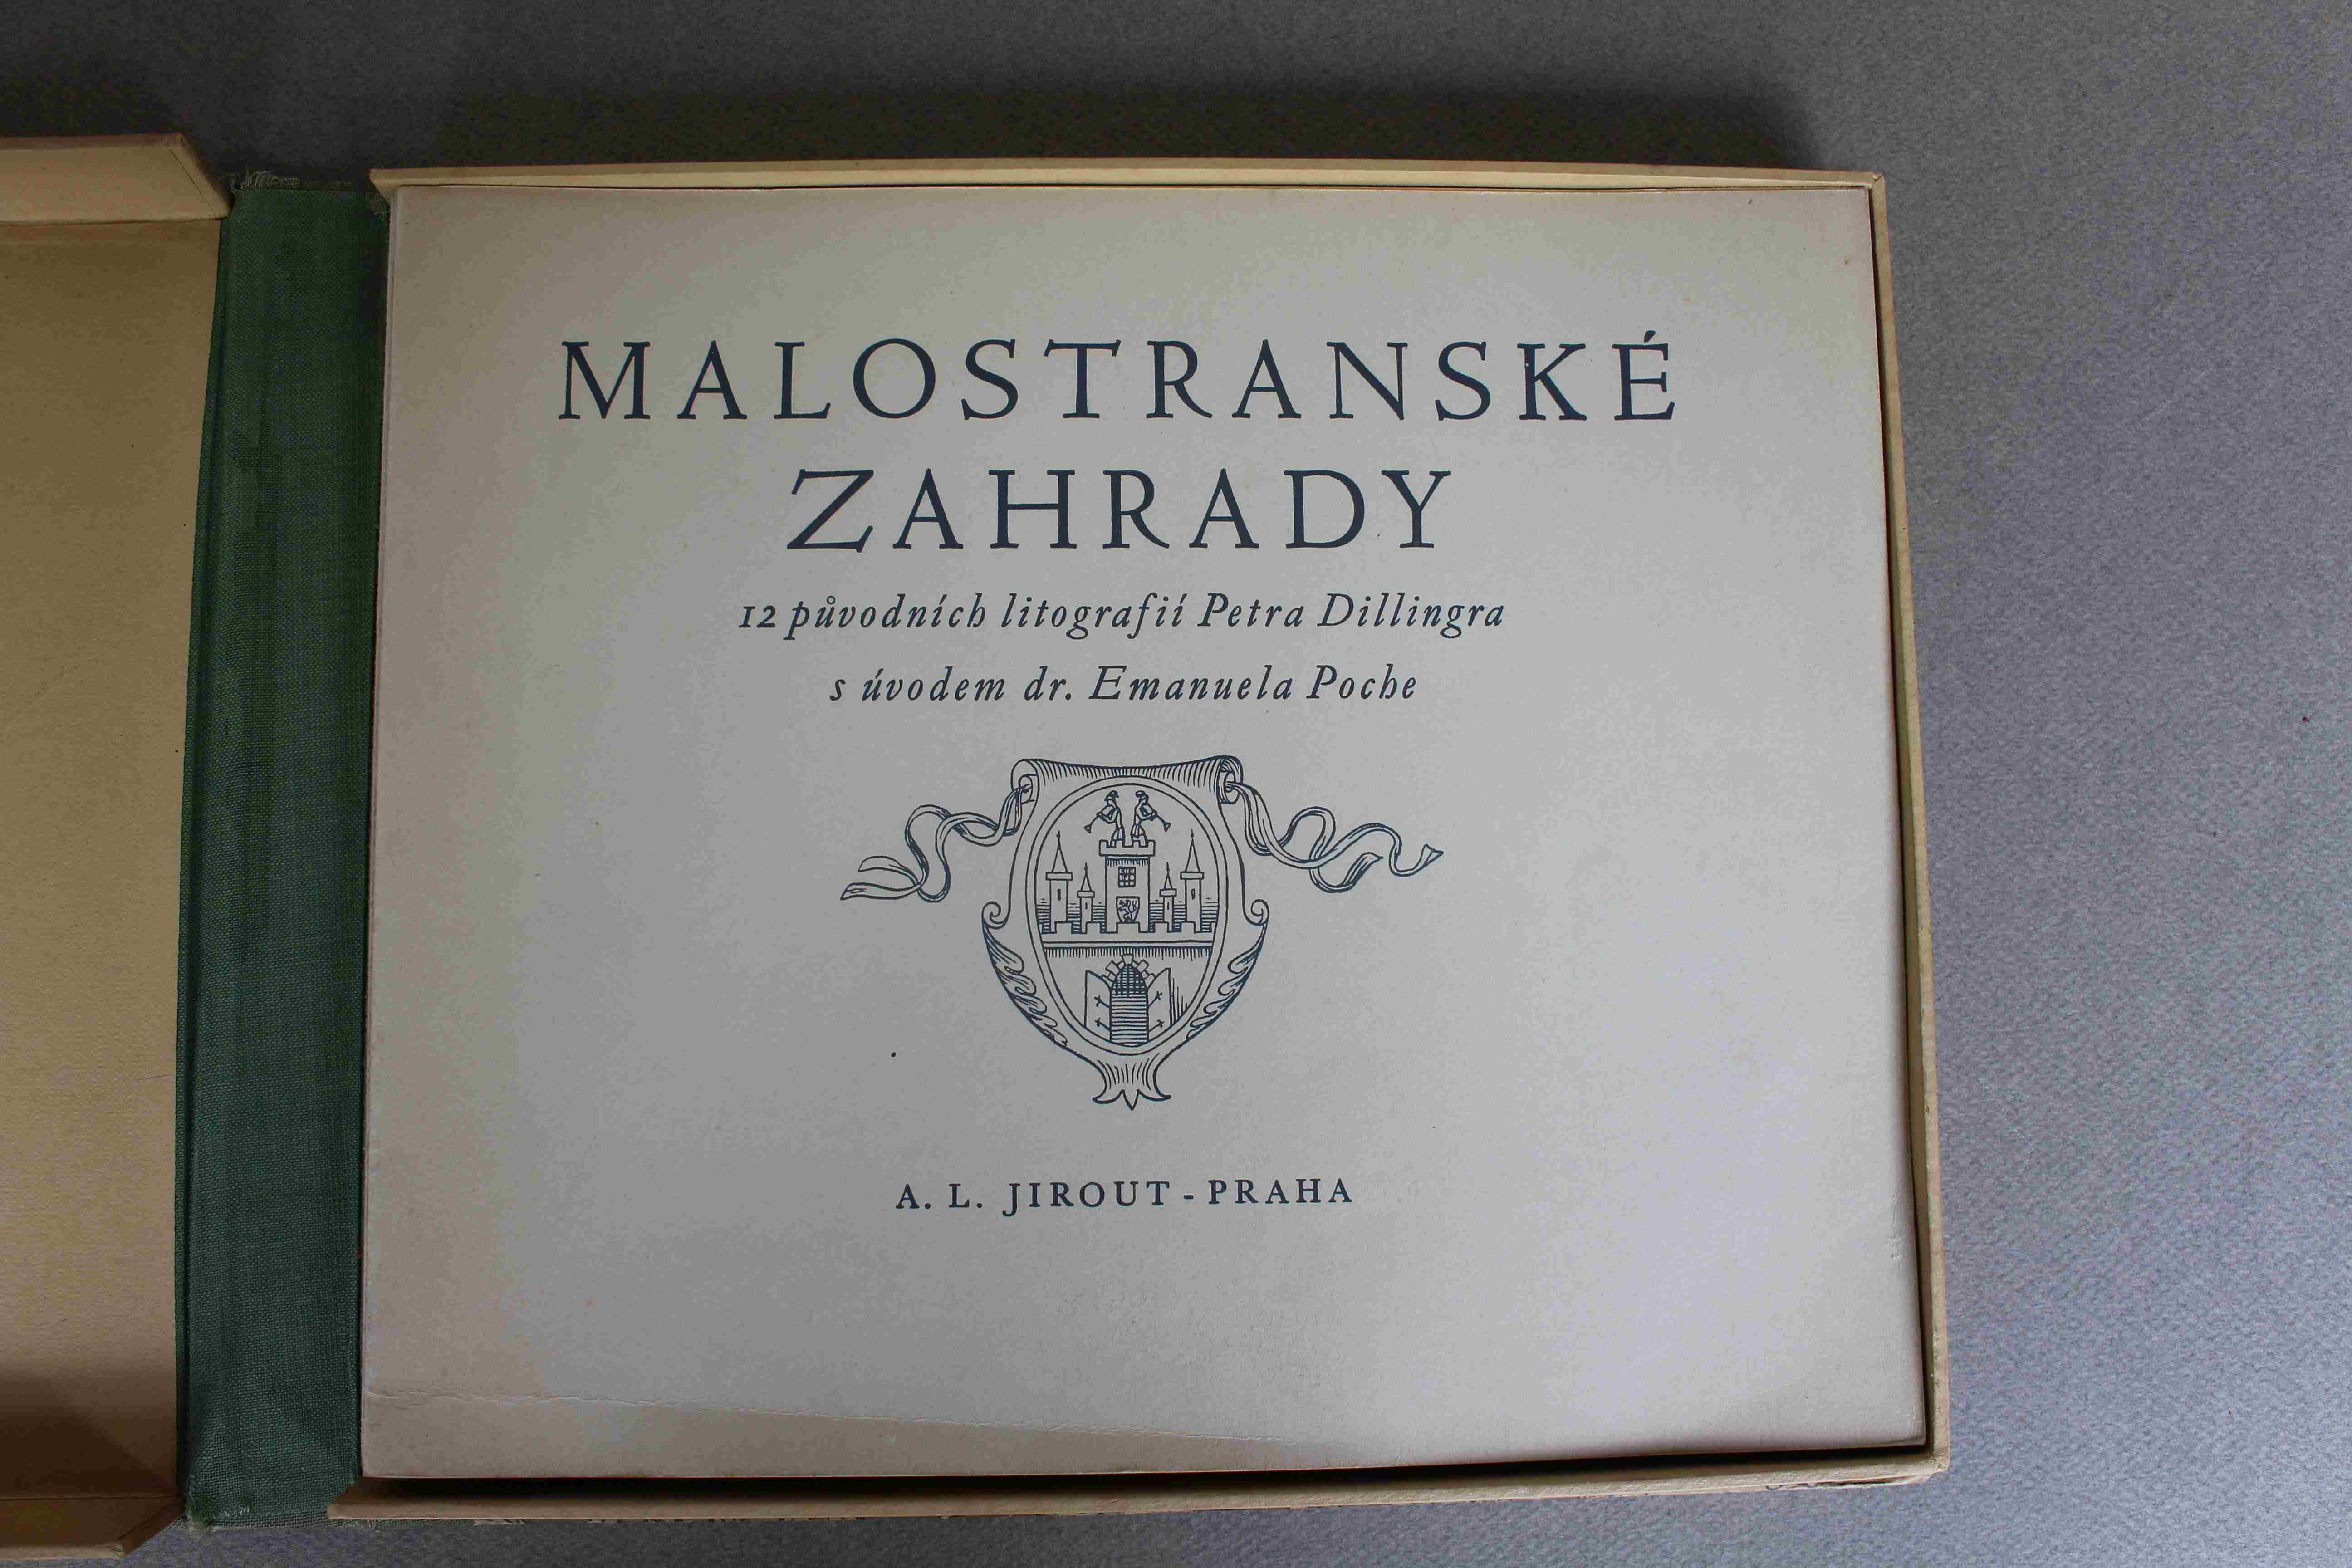 MALOSTRANSKÉ
ZAHRADY
12 původních litografií Petra Dillingra
s úvodem dr. Emanuela Poche
A. L. JIROUT - PRAHA